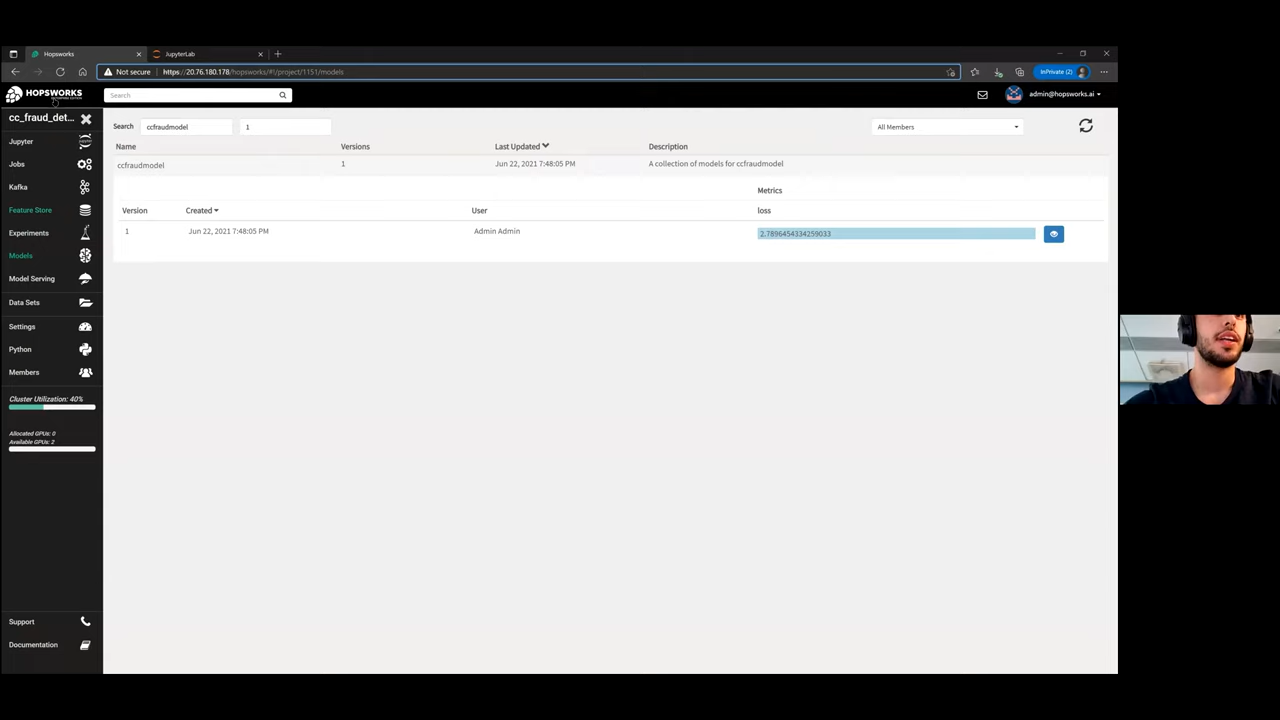 Hopsworks
JupyterLab
Not secure https://20.76.180.178/hopsworks/#!/project/1151/models
InPrivate (2)
HOPSWORKS
Search
admin@hopsworks.ai
cc_fraud_det...
Jupyter
Jobs
Kafka
Feature Store
Experiments
Models
Model Serving
Data Sets
Settings
Python
Members
Cluster Utilization: 40%
Allocated GPUs: 0
Available GPUs: 2
Support
Documentation
Search ccfraudmodel 1 All Members
Name Versions Last Updated Description
ccfraudmodel 1 Jun 22, 2021 7:48:05 PM A collection of models for ccfraudmodel
Metrics
Version Created User loss
1 Jun 22, 2021 7:48:05 PM Admin Admin 2.7896454334259033